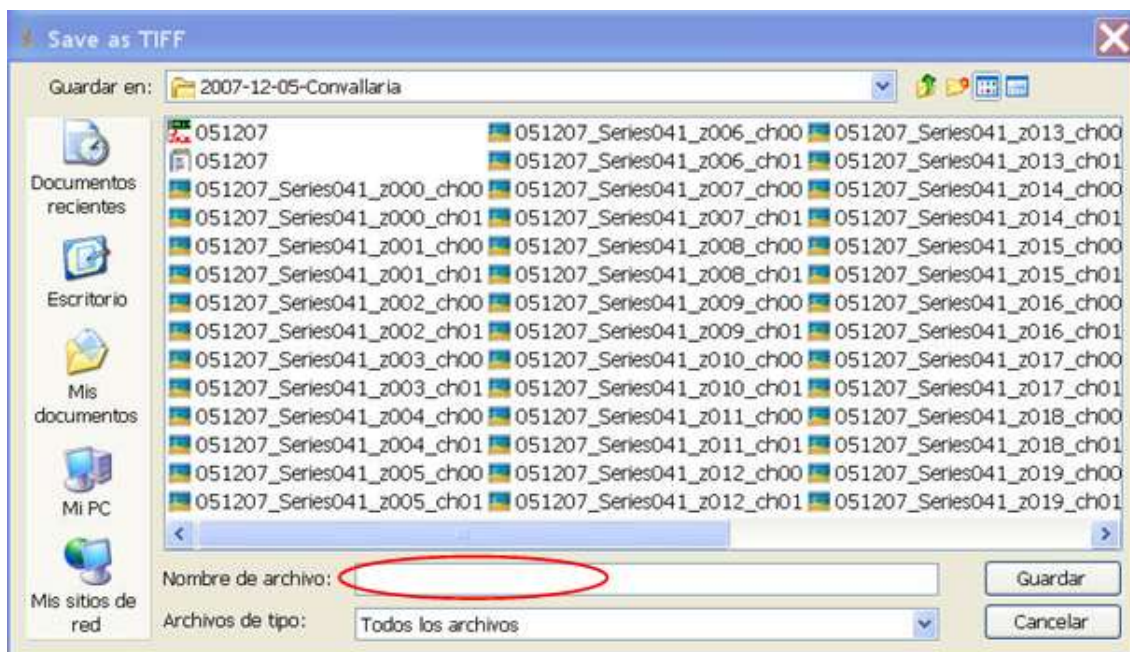 Save as TIFF
Guardar en: 2007-12-05-Convallaria
Documentos
recientes
Escritorio
Mis
documentos
Mi PC
Mis sitios de
red
051207
051207
051207_Series041_z000_ch00
051207_Series041_z000_ch01
051207_Series041_z001_ch00
051207_Series041_z001_ch01
051207_Series041_z002_ch00
051207_Series041_z002_ch01
051207_Series041_z003_ch00
051207_Series041_z003_ch01
051207_Series041_z004_ch00
051207_Series041_z004_ch01
051207_Series041_z005_ch00
051207_Series041_z005_ch01
051207_Series041_z006_ch00
051207_Series041_z006_ch01
051207_Series041_z007_ch00
051207_Series041_z007_ch01
051207_Series041_z008_ch00
051207_Series041_z008_ch01
051207_Series041_z009_ch00
051207_Series041_z009_ch01
051207_Series041_z010_ch00
051207_Series041_z010_ch01
051207_Series041_z011_ch00
051207_Series041_z011_ch01
051207_Series041_z012_ch00
051207_Series041_z012_ch01
051207_Series041_z013_ch00
051207_Series041_z013_ch01
051207_Series041_z014_ch00
051207_Series041_z014_ch01
051207_Series041_z015_ch00
051207_Series041_z015_ch01
051207_Series041_z016_ch00
051207_Series041_z016_ch01
051207_Series041_z017_ch00
051207_Series041_z017_ch01
051207_Series041_z018_ch00
051207_Series041_z018_ch01
051207_Series041_z019_ch00
051207_Series041_z019_ch01
Nombre de archivo:
Guardar
Archivos de tipo: Todos los archivos
Cancelar